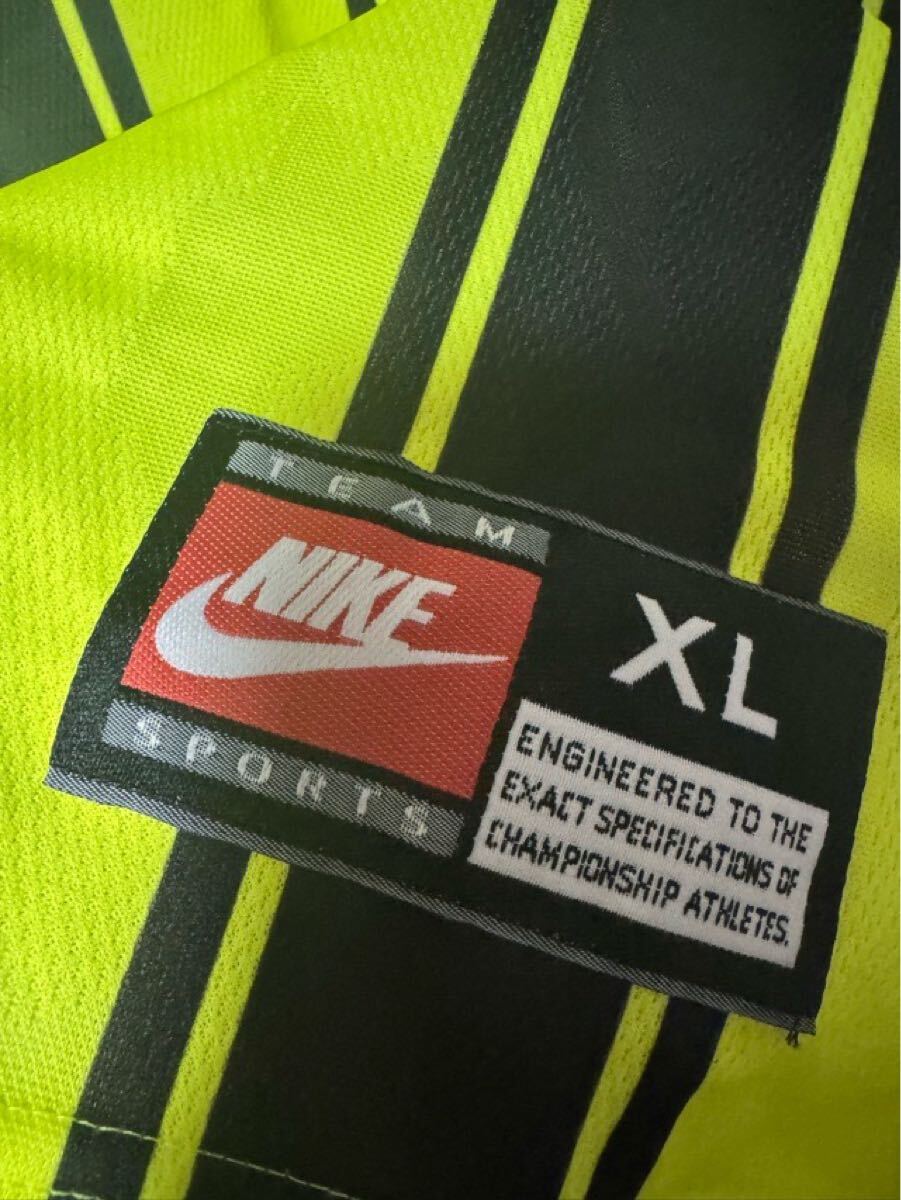 TEAM
NIKE
SPORTS
XL
ENGINEERED TO THE
EXACT SPECIFICATIONS OF
CHAMPIONSHIP ATHLETES.